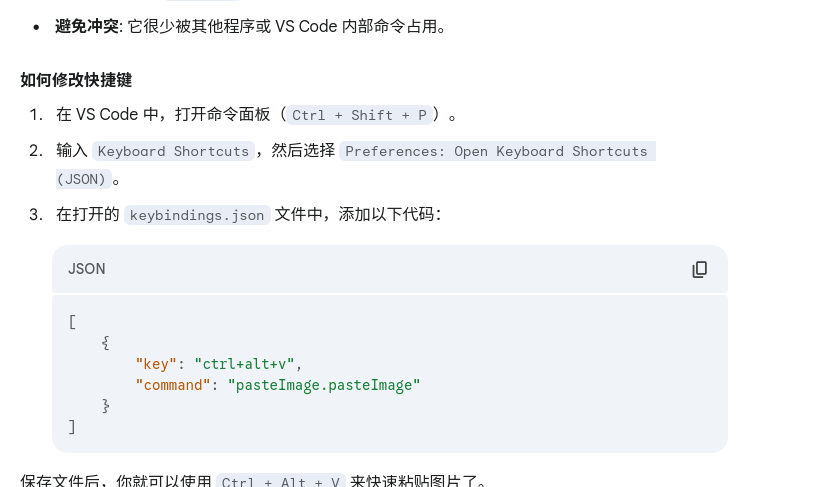 • 避免冲突: 它很少被其他程序或 VS Code 内部命令占用。
如何修改快捷键
1. 在 VS Code 中，打开命令面板（Ctrl + Shift + P）。
2. 输入 Keyboard Shortcuts，然后选择 Preferences: Open Keyboard Shortcuts
(JSON)。
3. 在打开的 keybindings.json 文件中，添加以下代码：
JSON
[
    {
        "key": "ctrl+alt+v",
        "command": "pasteImage.pasteImage"
    }
]
保存文件后，你就可以使用 Ctrl + Alt + V 来快速粘贴图片了。